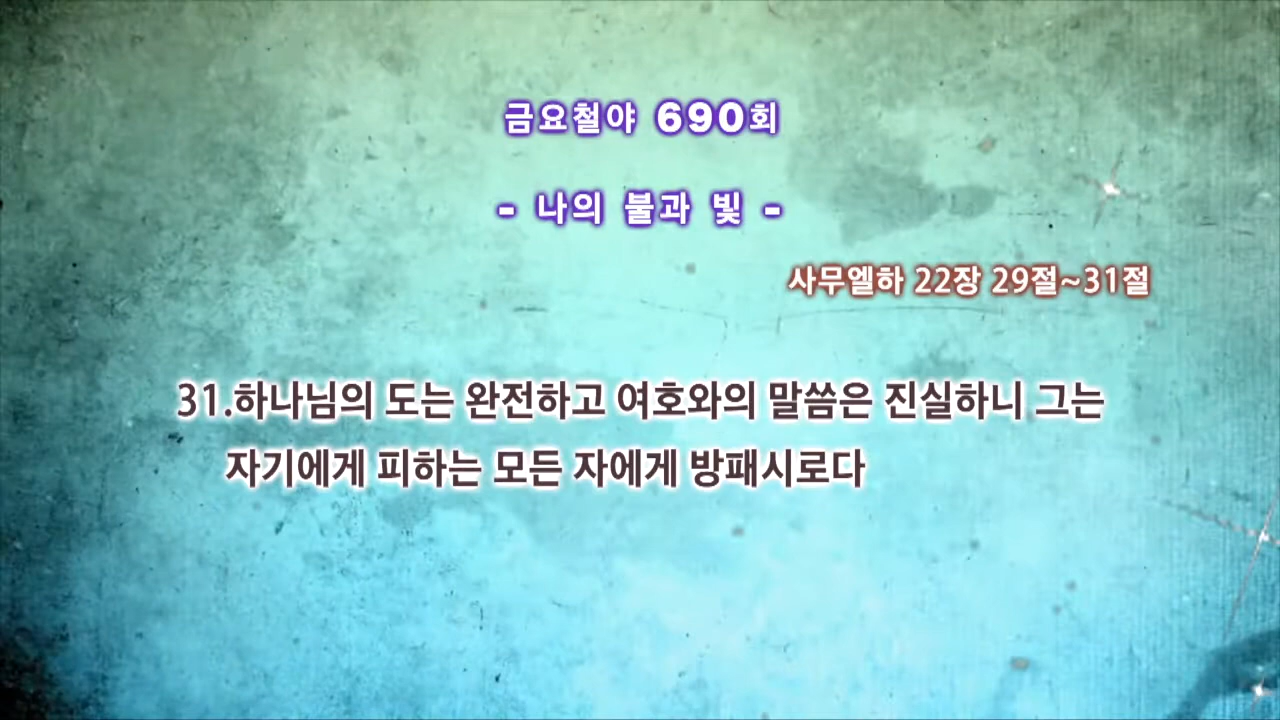 금요철야 690회
- 나의 불과 빛 -
사무엘하 22장 29절~31절
31.하나님의 도는 완전하고 여호와의 말씀은 진실하니 그는
자기에게 피하는 모든 자에게 방패시로다